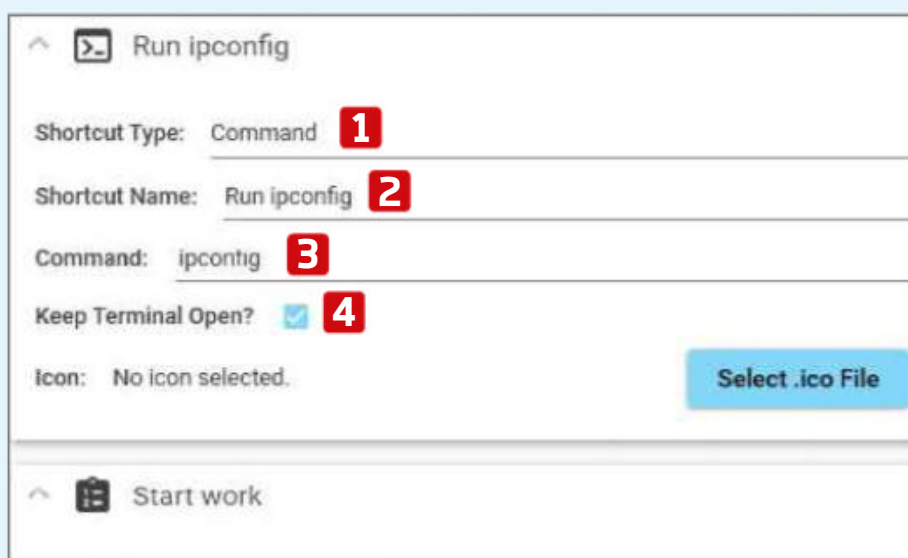 Run ipconfig
Shortcut Type: Command 1
Shortcut Name: Run ipconfig 2
Command: ipconfig 3
Keep Terminal Open? 4
Icon: No icon selected. Select .ico File
Start work